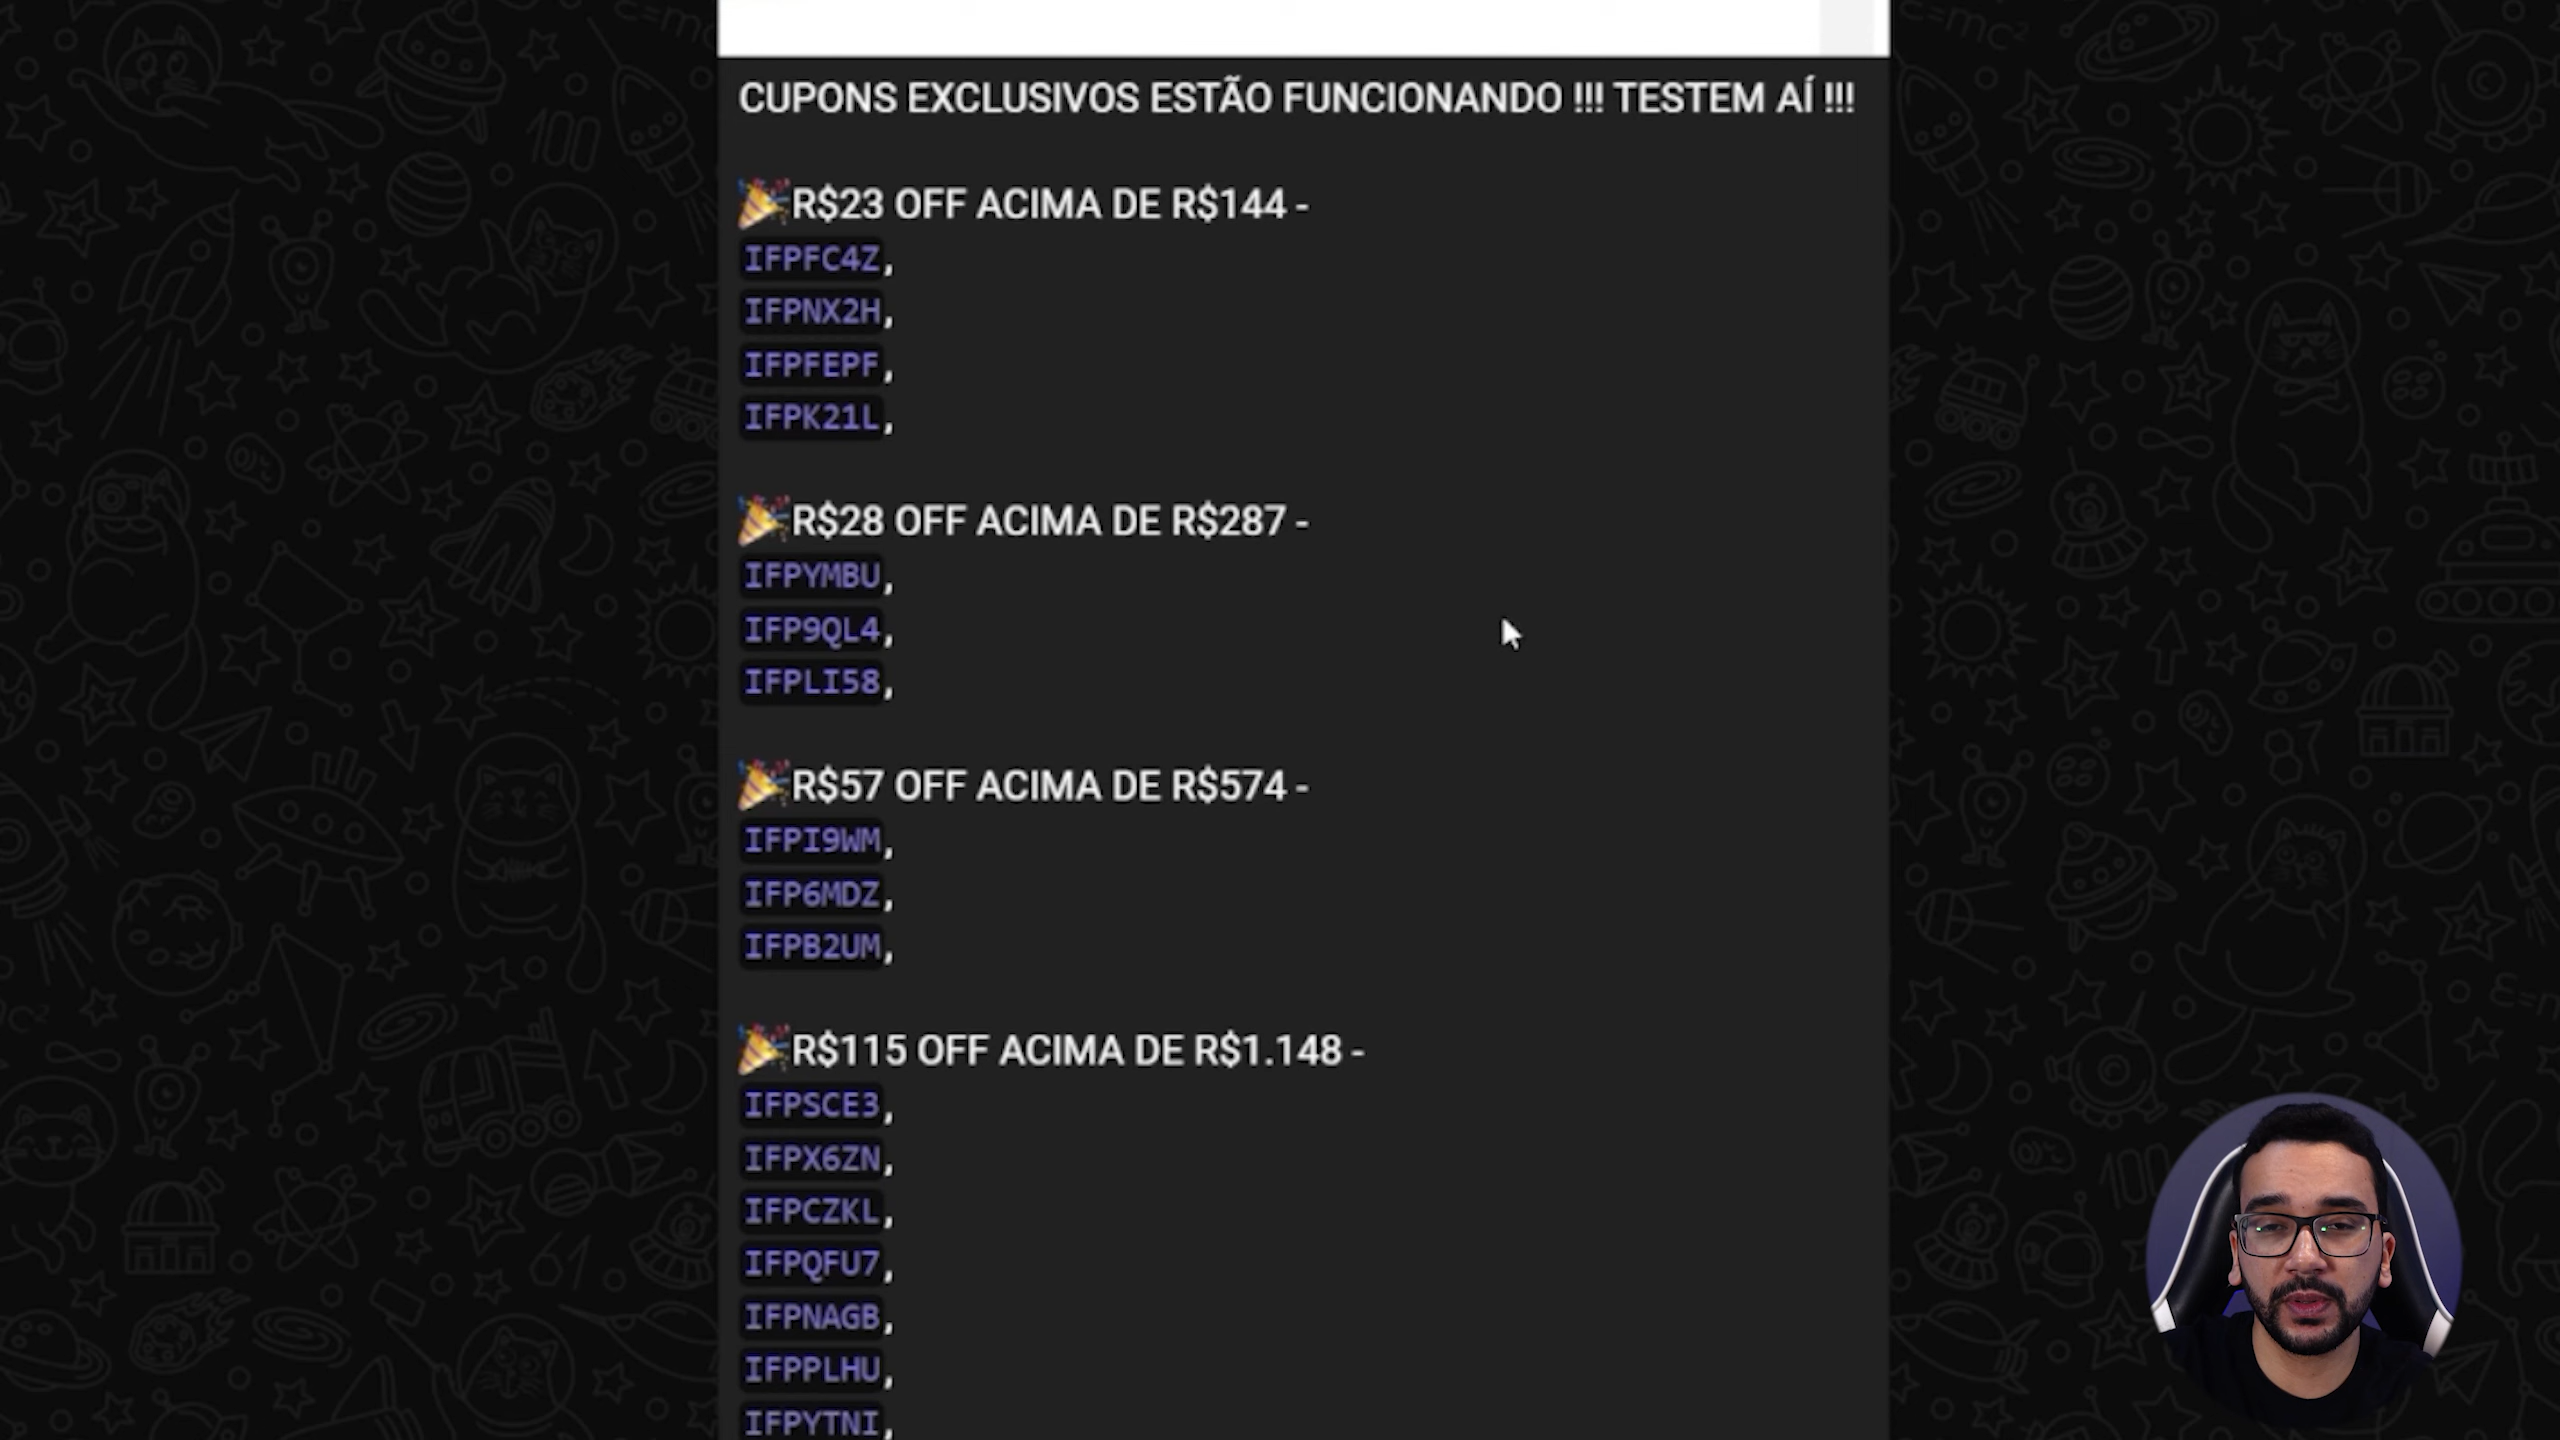 CUPONS EXCLUSIVOS ESTÃO FUNCIONANDO !!! TESTEM AÍ !!!
🎉R$23 OFF ACIMA DE R$144 -
IFPFC4Z,
IFPNX2H,
IFPFEPF,
IFPK21L,
🎉R$28 OFF ACIMA DE R$287 -
IFPYMBU,
IFP9QL4,
IFPLI58,
🎉R$57 OFF ACIMA DE R$574 -
IFPI9WM,
IFP6MDZ,
IFPB2UM,
🎉R$115 OFF ACIMA DE R$1.148 -
IFPSCE3,
IFPX6ZN,
IFPCZKL,
IFPQFU7,
IFPNAGB,
IFPPLHU,
IFPYTNI,